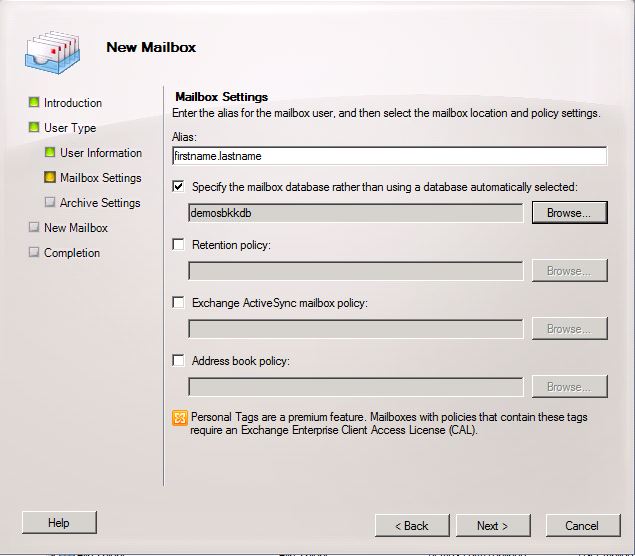 New Mailbox
Introduction
User Type
User Information
Mailbox Settings
Archive Settings
New Mailbox
Completion
Mailbox Settings
Enter the alias for the mailbox user, and then select the mailbox location and policy settings.
Alias:
firstname.lastname
Specify the mailbox database rather than using a database automatically selected:
demosbkkdb
Browse...
Retention policy:
Browse...
Exchange ActiveSync mailbox policy:
Browse...
Address book policy:
Browse...
Personal Tags are a premium feature. Mailboxes with policies that contain these tags
require an Exchange Enterprise Client Access License (CAL).
Help
< Back
Next >
Cancel